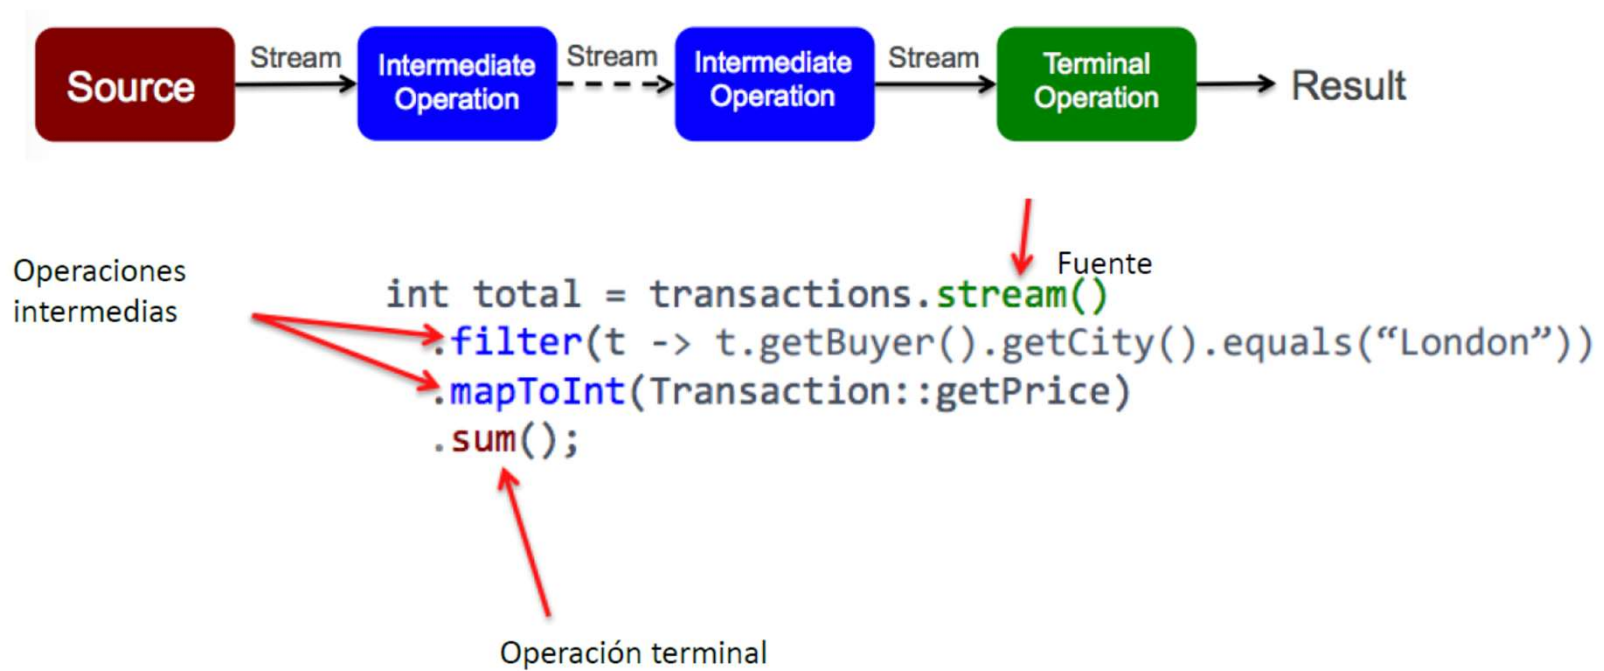 Source
Stream
Intermediate
Operation
Stream
Intermediate
Operation
Stream
Terminal
Operation
Result
Operaciones
intermedias
Fuente
int total = transactions.stream()
.filter(t -> t.getBuyer().getCity().equals(“London”))
.mapToInt(Transaction::getPrice)
.sum();
Operación terminal